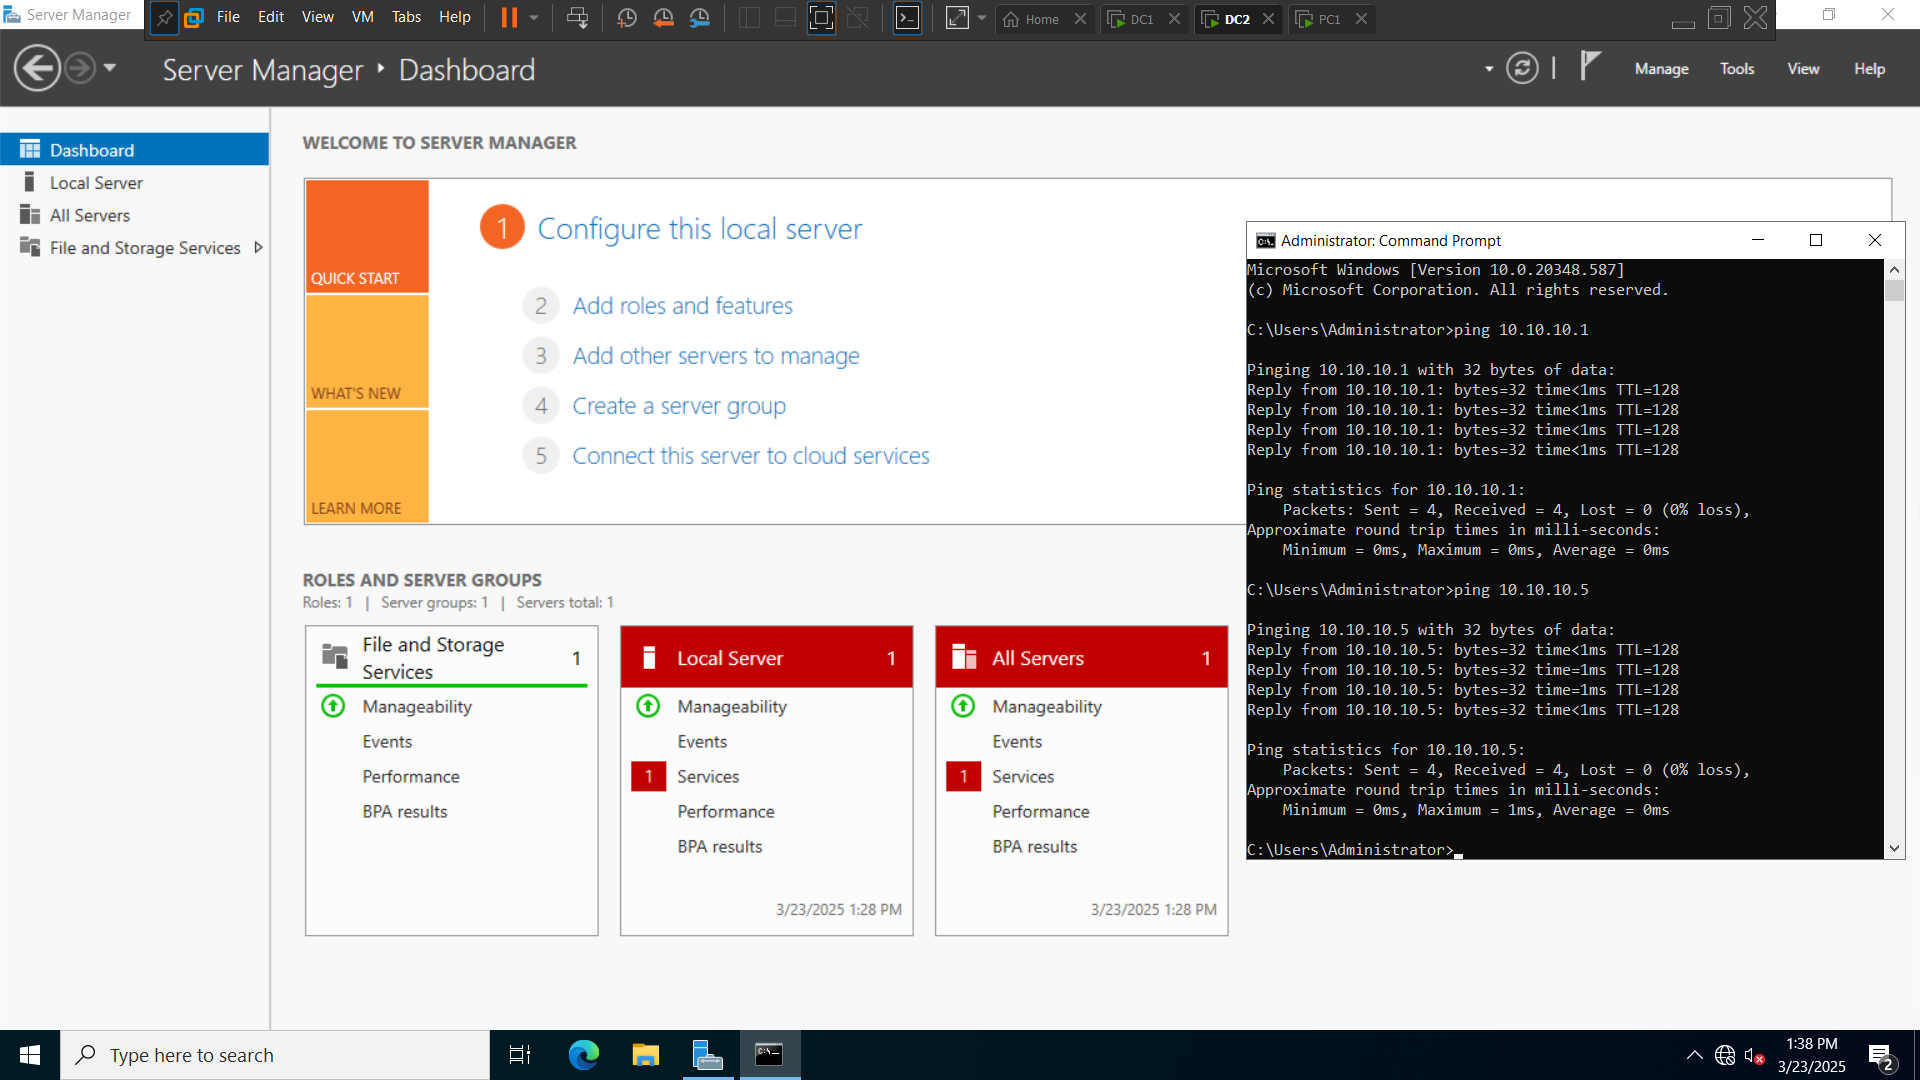 Server Manager
File Edit View VM Tabs Help
Home
DC1
DC2
PC1
Server Manager ‣ Dashboard
Manage Tools View Help
Dashboard
Local Server
All Servers
File and Storage Services
WELCOME TO SERVER MANAGER
QUICK START
WHAT'S NEW
LEARN MORE
1 Configure this local server
2 Add roles and features
3 Add other servers to manage
4 Create a server group
5 Connect this server to cloud services
ROLES AND SERVER GROUPS
Roles: 1 | Server groups: 1 | Servers total: 1
File and Storage
Services
1
Manageability
Events
Performance
BPA results
Local Server 1
Manageability
Events
1 Services
Performance
BPA results
3/23/2025 1:28 PM
All Servers 1
Manageability
Events
1 Services
Performance
BPA results
3/23/2025 1:28 PM
Administrator: Command Prompt
Microsoft Windows [Version 10.0.20348.587]
(c) Microsoft Corporation. All rights reserved.
C:\Users\Administrator>ping 10.10.10.1
Pinging 10.10.10.1 with 32 bytes of data:
Reply from 10.10.10.1: bytes=32 time<1ms TTL=128
Reply from 10.10.10.1: bytes=32 time<1ms TTL=128
Reply from 10.10.10.1: bytes=32 time<1ms TTL=128
Reply from 10.10.10.1: bytes=32 time<1ms TTL=128
Ping statistics for 10.10.10.1:
Packets: Sent = 4, Received = 4, Lost = 0 (0% loss),
Approximate round trip times in milli-seconds:
Minimum = 0ms, Maximum = 0ms, Average = 0ms
C:\Users\Administrator>ping 10.10.10.5
Pinging 10.10.10.5 with 32 bytes of data:
Reply from 10.10.10.5: bytes=32 time<1ms TTL=128
Reply from 10.10.10.5: bytes=32 time=1ms TTL=128
Reply from 10.10.10.5: bytes=32 time=1ms TTL=128
Reply from 10.10.10.5: bytes=32 time<1ms TTL=128
Ping statistics for 10.10.10.5:
Packets: Sent = 4, Received = 4, Lost = 0 (0% loss),
Approximate round trip times in milli-seconds:
Minimum = 0ms, Maximum = 1ms, Average = 0ms
C:\Users\Administrator>
Type here to search
1:38 PM
3/23/2025
2